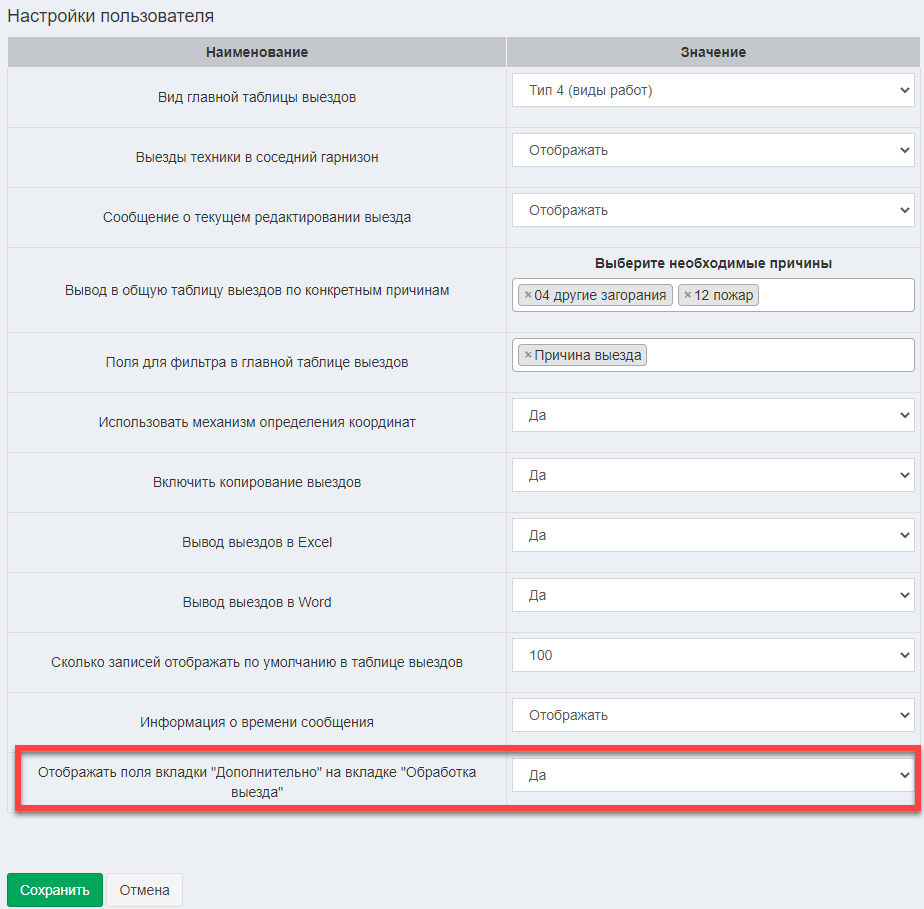 Настройки пользователя
Наименование
Значение
Вид главной таблицы выездов
Тип 4 (виды работ)
Выезды техники в соседний гарнизон
Отображать
Сообщение о текущем редактировании выезда
Отображать
Вывод в общую таблицу выездов по конкретным причинам
Выберите необходимые причины
×04 другие загорания ×12 пожар
Поля для фильтра в главной таблице выездов
×Причина выезда
Использовать механизм определения координат
Да
Включить копирование выездов
Да
Вывод выездов в Excel
Да
Вывод выездов в Word
Да
Сколько записей отображать по умолчанию в таблице выездов
100
Информация о времени сообщения
Отображать
Отображать поля вкладки "Дополнительно" на вкладке "Обработка
выезда"
Да
Сохранить
Отмена